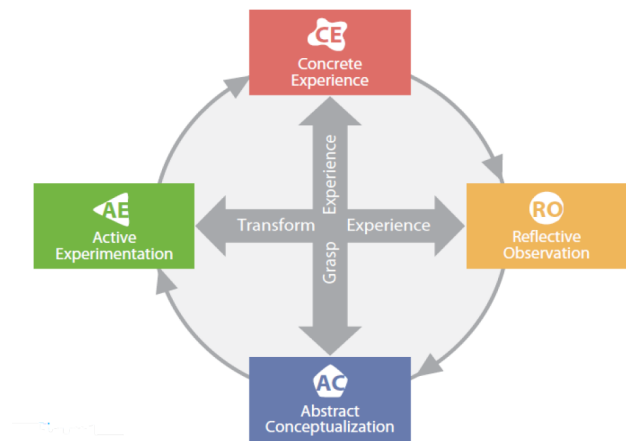 CE
Concrete
Experience
AE
Active
Experimentation
Transform Experience
Grasp Experience
RO
Reflective
Observation
AC
Abstract
Conceptualization